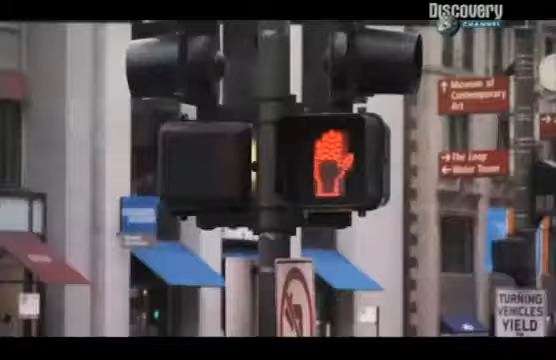 Discovery
CHANNEL
Museum of
Contemporary
Art
The Loop
Water Tower
TURNING
VEHICLES
YIELD